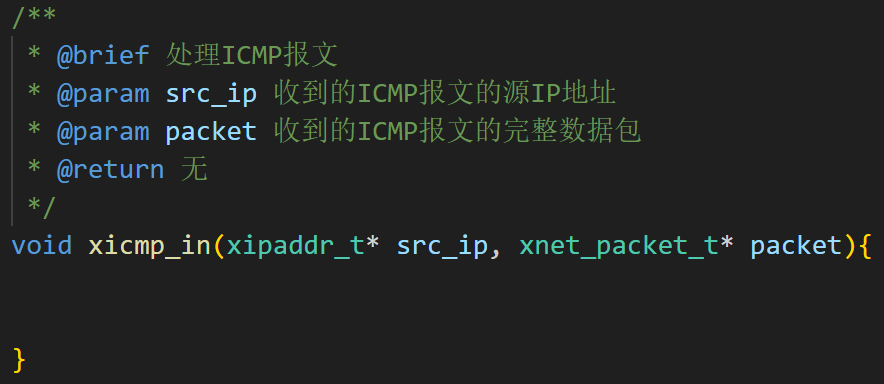 /**
 * @brief 处理ICMP报文
 * @param src_ip 收到的ICMP报文的源IP地址
 * @param packet 收到的ICMP报文的完整数据包
 * @return 无
 */
void xicmp_in(xipaddr_t* src_ip, xnet_packet_t* packet){
}